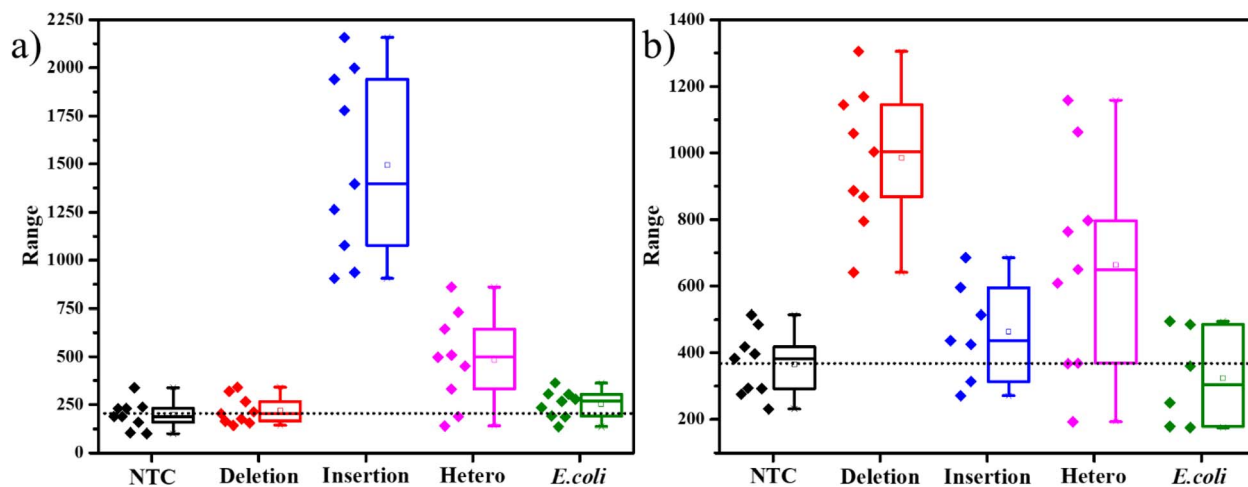 a)
Range
2250
2000
1750
1500
1250
1000
750
500
250
0
NTC
Deletion
Insertion
Hetero
E.coli
b)
Range
1400
1200
1000
800
600
400
200
NTC
Deletion
Insertion
Hetero
E.coli